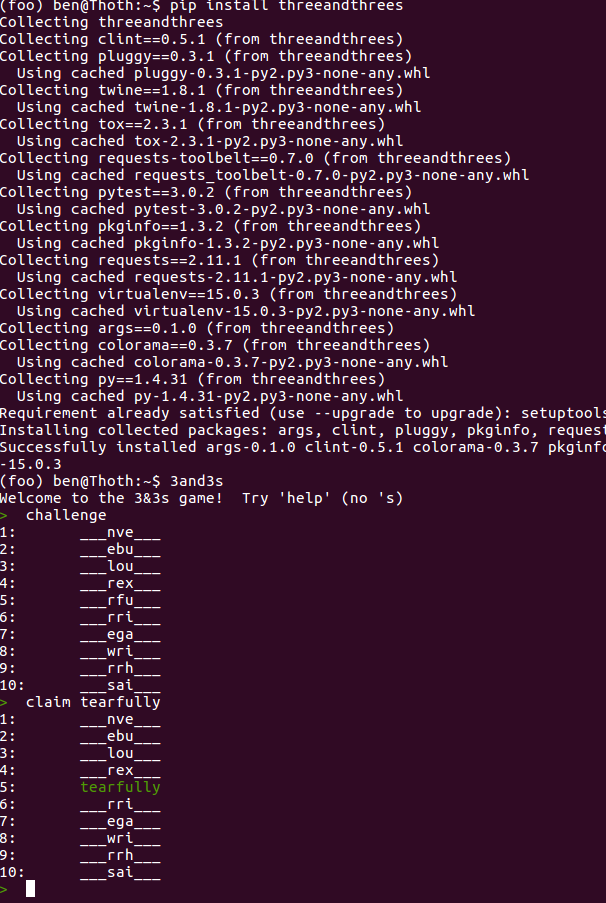 (foo) ben@Thoth:~$ pip install threeandthrees
Collecting threeandthrees
Collecting clint==0.5.1 (from threeandthrees)
Collecting pluggy==0.3.1 (from threeandthrees)
  Using cached pluggy-0.3.1-py2.py3-none-any.whl
Collecting twine==1.8.1 (from threeandthrees)
  Using cached twine-1.8.1-py2.py3-none-any.whl
Collecting tox==2.3.1 (from threeandthrees)
  Using cached tox-2.3.1-py2.py3-none-any.whl
Collecting requests-toolbelt==0.7.0 (from threeandthrees)
  Using cached requests_toolbelt-0.7.0-py2.py3-none-any.whl
Collecting pytest==3.0.2 (from threeandthrees)
  Using cached pytest-3.0.2-py2.py3-none-any.whl
Collecting pkginfo==1.3.2 (from threeandthrees)
  Using cached pkginfo-1.3.2-py2.py3-none-any.whl
Collecting requests==2.11.1 (from threeandthrees)
  Using cached requests-2.11.1-py2.py3-none-any.whl
Collecting virtualenv==15.0.3 (from threeandthrees)
  Using cached virtualenv-15.0.3-py2.py3-none-any.whl
Collecting args==0.1.0 (from threeandthrees)
Collecting colorama==0.3.7 (from threeandthrees)
  Using cached colorama-0.3.7-py2.py3-none-any.whl
Collecting py==1.4.31 (from threeandthrees)
  Using cached py-1.4.31-py2.py3-none-any.whl
Requirement already satisfied (use --upgrade to upgrade): setuptools
Installing collected packages: args, clint, pluggy, pkginfo, request
Successfully installed args-0.1.0 clint-0.5.1 colorama-0.3.7 pkginfo
-15.0.3
(foo) ben@Thoth:~$ 3and3s
Welcome to the 3&3s game!  Try 'help' (no 's)
>  challenge
1:       ___nve___
2:       ___ebu___
3:       ___lou___
4:       ___rex___
5:       ___rfu___
6:       ___rri___
7:       ___ega___
8:       ___wri___
9:       ___rrh___
10:      ___sai___
>  claim tearfully
1:       ___nve___
2:       ___ebu___
3:       ___lou___
4:       ___rex___
5:       tearfully
6:       ___rri___
7:       ___ega___
8:       ___wri___
9:       ___rrh___
10:      ___sai___
>